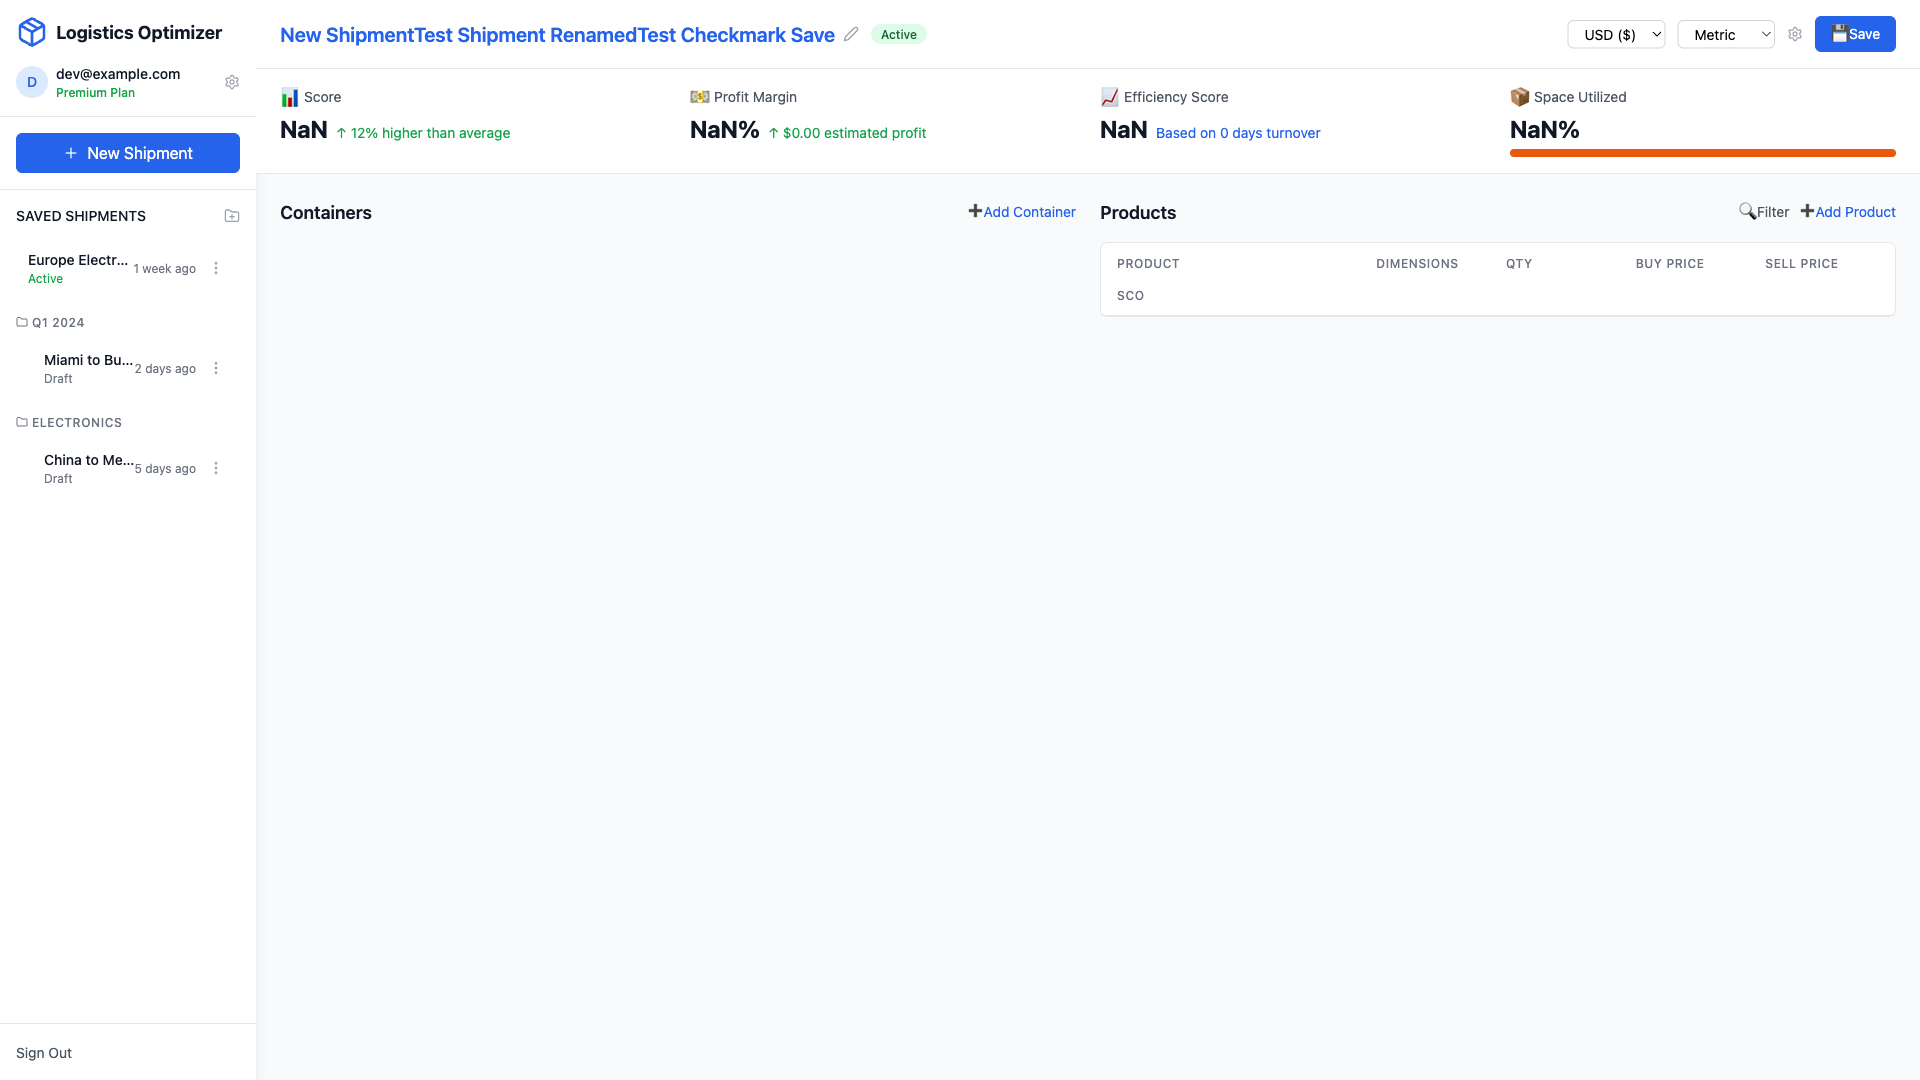 Logistics Optimizer
D
dev@example.com
Premium Plan
New Shipment
SAVED SHIPMENTS
Europe Electr...
Active
1 week ago
Q1 2024
Miami to Bu...
Draft
2 days ago
ELECTRONICS
China to Me...
Draft
5 days ago
Sign Out
New ShipmentTest Shipment RenamedTest Checkmark Save
Active
USD ($)
Metric
Save
Score
NaN ↑ 12% higher than average
Profit Margin
NaN% ↑ $0.00 estimated profit
Efficiency Score
NaN Based on 0 days turnover
Space Utilized
NaN%
Containers
Add Container
Products
Filter
Add Product
PRODUCT DIMENSIONS QTY BUY PRICE SELL PRICE
SCO